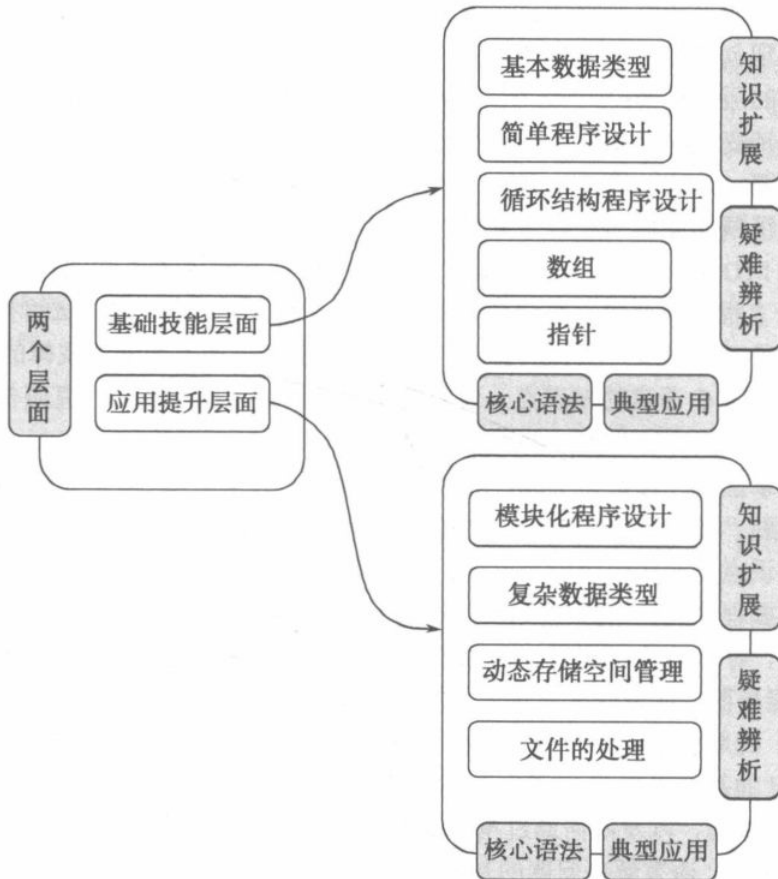 两个层面
基础技能层面
应用提升层面
基本数据类型
简单程序设计
循环结构程序设计
数组
指针
知识扩展
疑难辨析
核心语法
典型应用
模块化程序设计
复杂数据类型
动态存储空间管理
文件的处理
知识扩展
疑难辨析
核心语法
典型应用